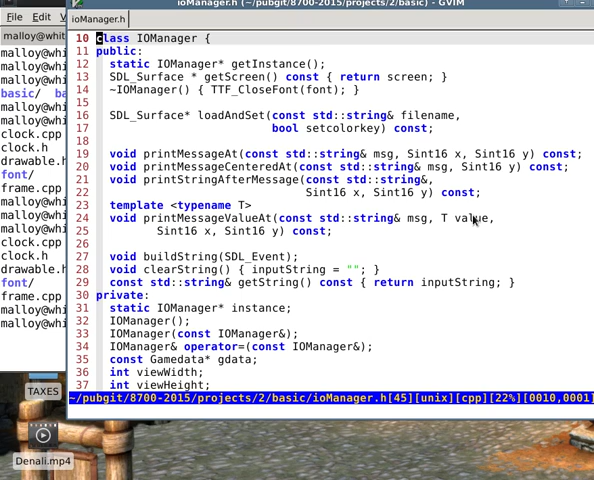 ioManager.h (~/pubgit/8700-2015/projects/2/basic) - GVIM
File Edit
ioManager.h
malloy@whi
malloy@whi
malloy@whi
malloy@whi
basic/ ba
malloy@whi
malloy@whi
clock.cpp
clock.h
drawable.h
font/
frame.cpp
malloy@whi
malloy@whi
malloy@whi
malloy@whi
clock.cpp
clock.h
drawable.h
font/
frame.cpp
malloy@whi
malloy@whi
10 class IOManager {
11 public:
12 static IOManager* getInstance();
13 SDL_Surface * getScreen() const { return screen; }
14 ~IOManager() { TTF_CloseFont(font); }
15
16 SDL_Surface* loadAndSet(const std::string& filename,
17 bool setcolorkey) const;
18
19 void printMessageAt(const std::string& msg, Sint16 x, Sint16 y) const;
20 void printMessageCenteredAt(const std::string& msg, Sint16 y) const;
21 void printStringAfterMessage(const std::string&,
22 Sint16 x, Sint16 y) const;
23 template <typename T>
24 void printMessageValueAt(const std::string& msg, T value,
25 Sint16 x, Sint16 y) const;
26
27 void buildString(SDL_Event);
28 void clearString() { inputString = ""; }
29 const std::string& getString() const { return inputString; }
30 private:
31 static IOManager* instance;
32 IOManager();
33 IOManager(const IOManager&);
34 IOManager& operator=(const IOManager&);
35 const Gamedata* gdata;
36 int viewWidth;
37 int viewHeight;
~/pubgit/8700-2015/projects/2/basic/ioManager.h[45][unix][cpp][22%][0010,0001]
TAXES
Denali.mp4